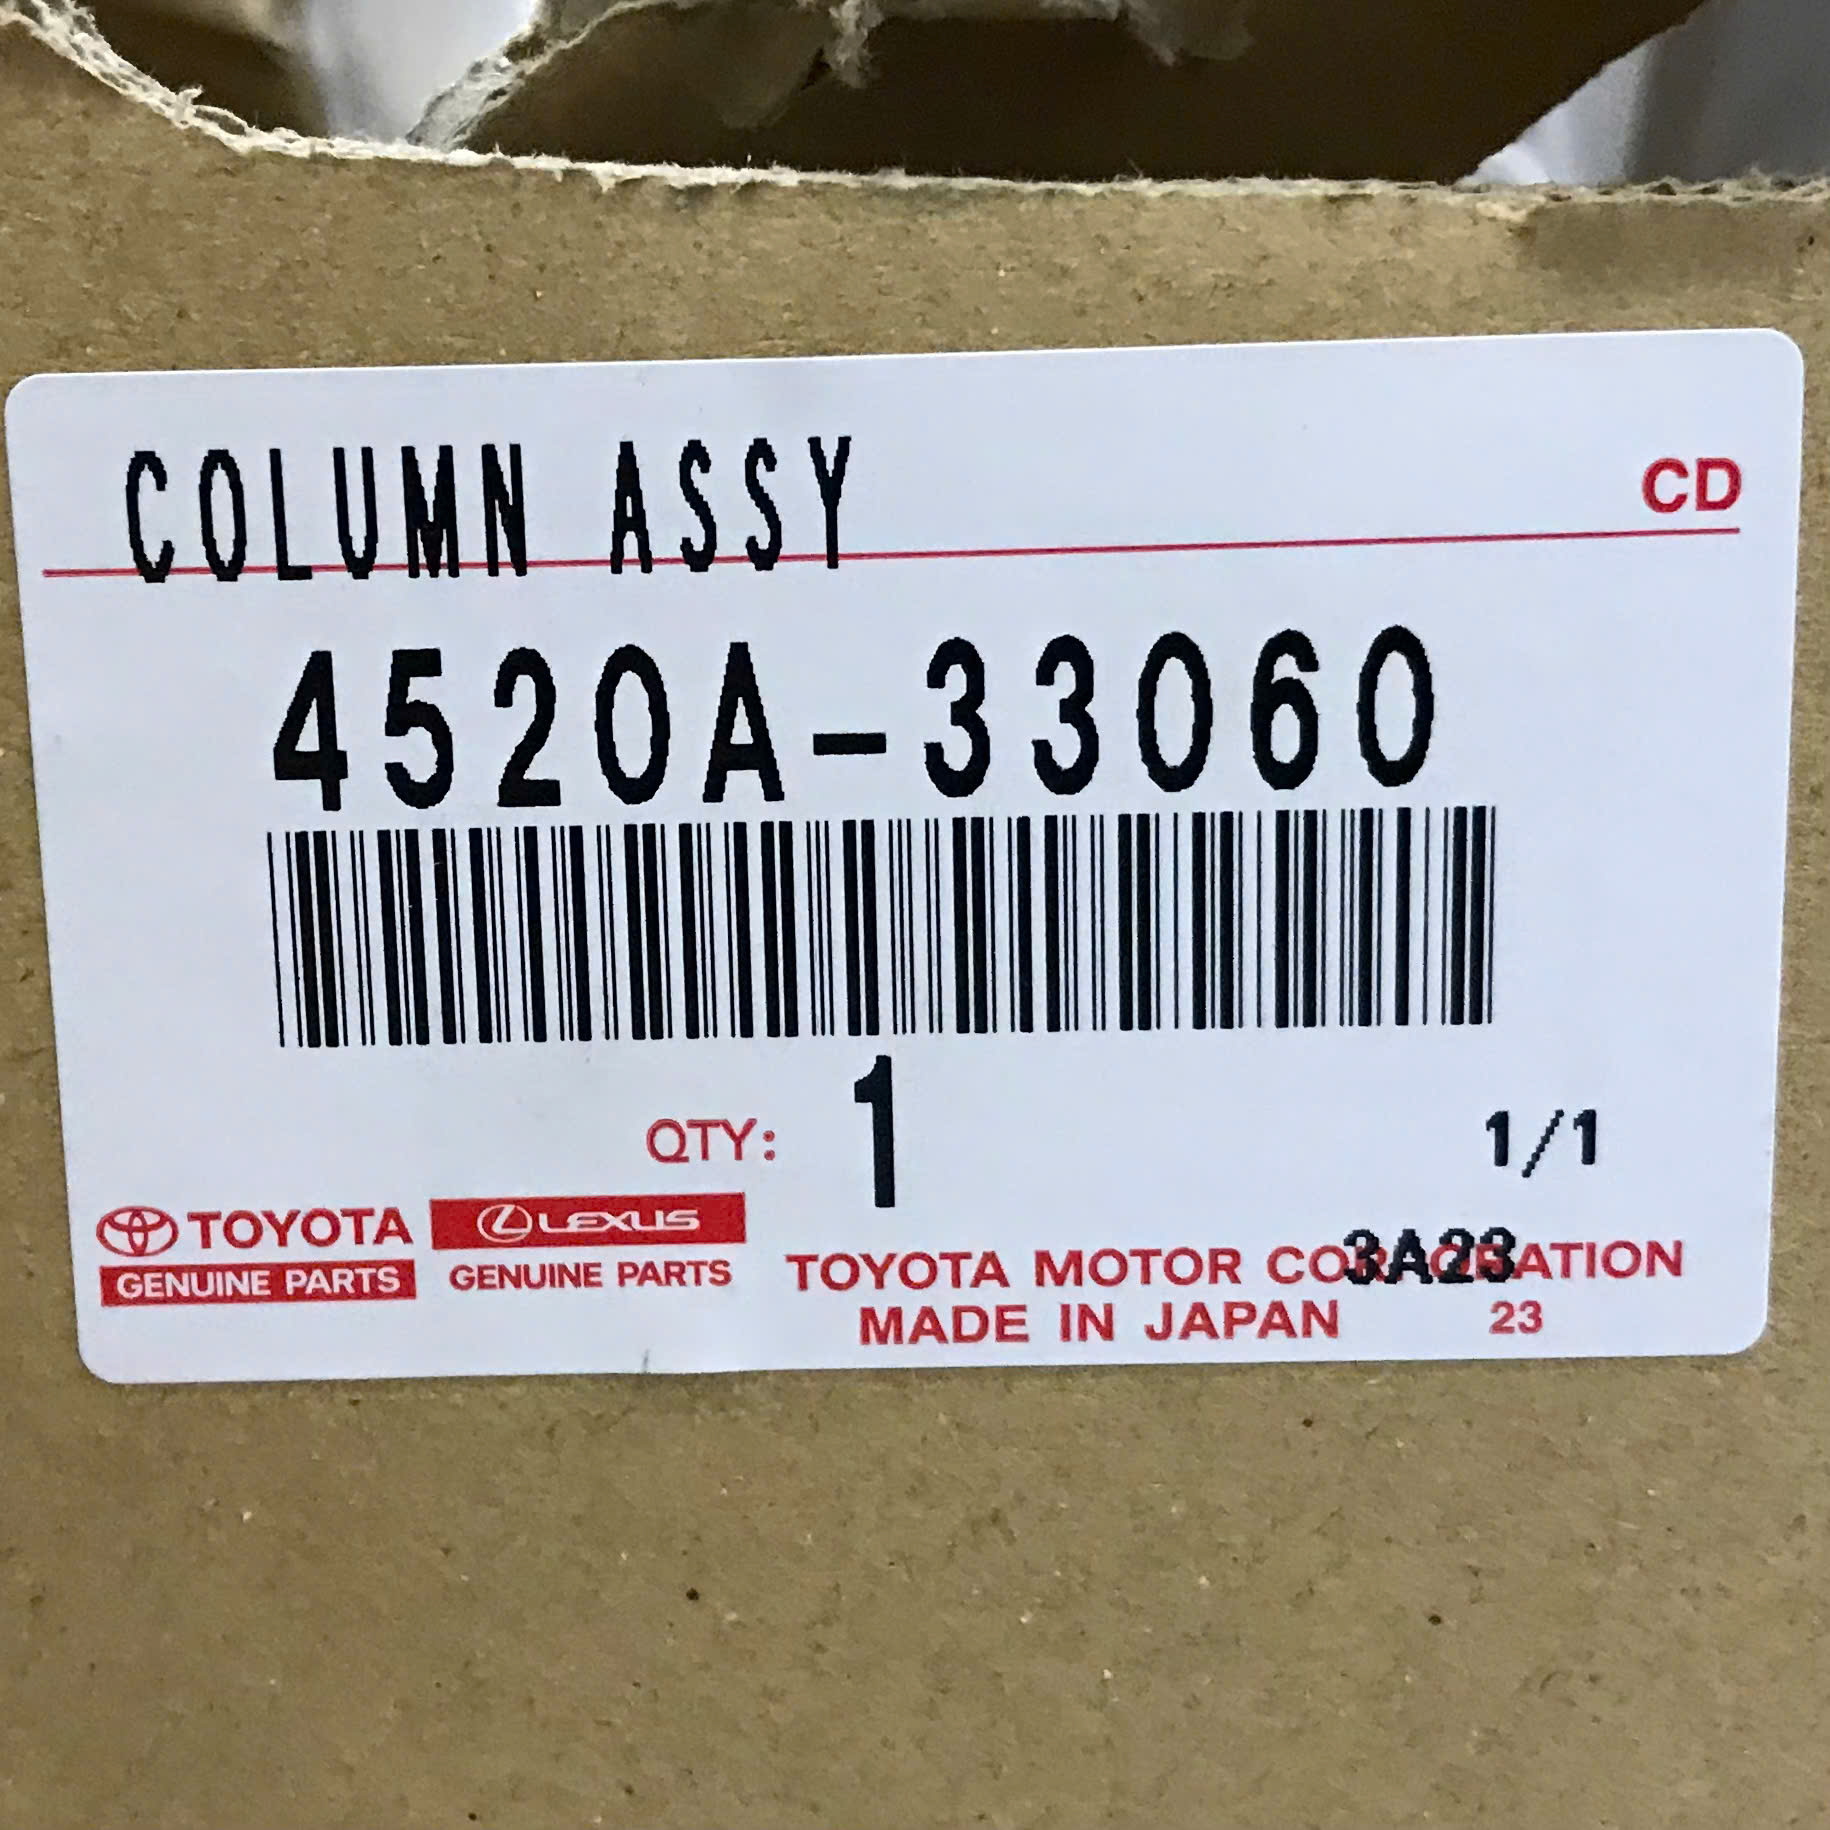 COLUMN ASSY
CD
4520A-33060
QTY: 1
1/1
TOYOTA
GENUINE PARTS
LEXUS
GENUINE PARTS
3A23
TOYOTA MOTOR CORPORATION
MADE IN JAPAN 23